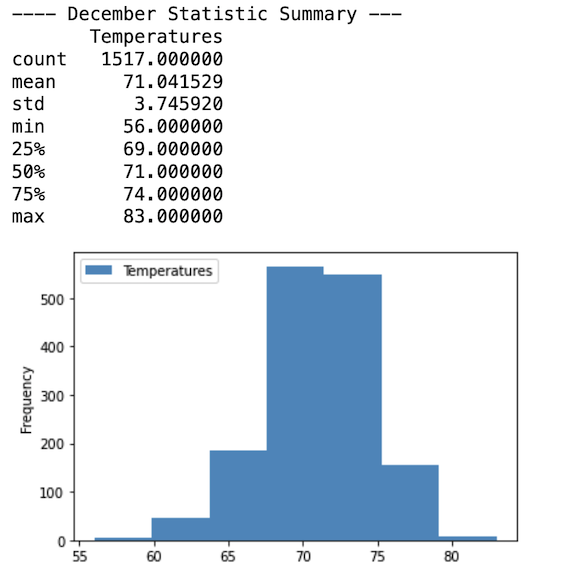 ---- December Statistic Summary ---
Temperatures
count 1517.000000
mean 71.041529
std 3.745920
min 56.000000
25% 69.000000
50% 71.000000
75% 74.000000
max 83.000000
Temperatures
500
400
300
200
100
0
Frequency
55 60 65 70 75 80